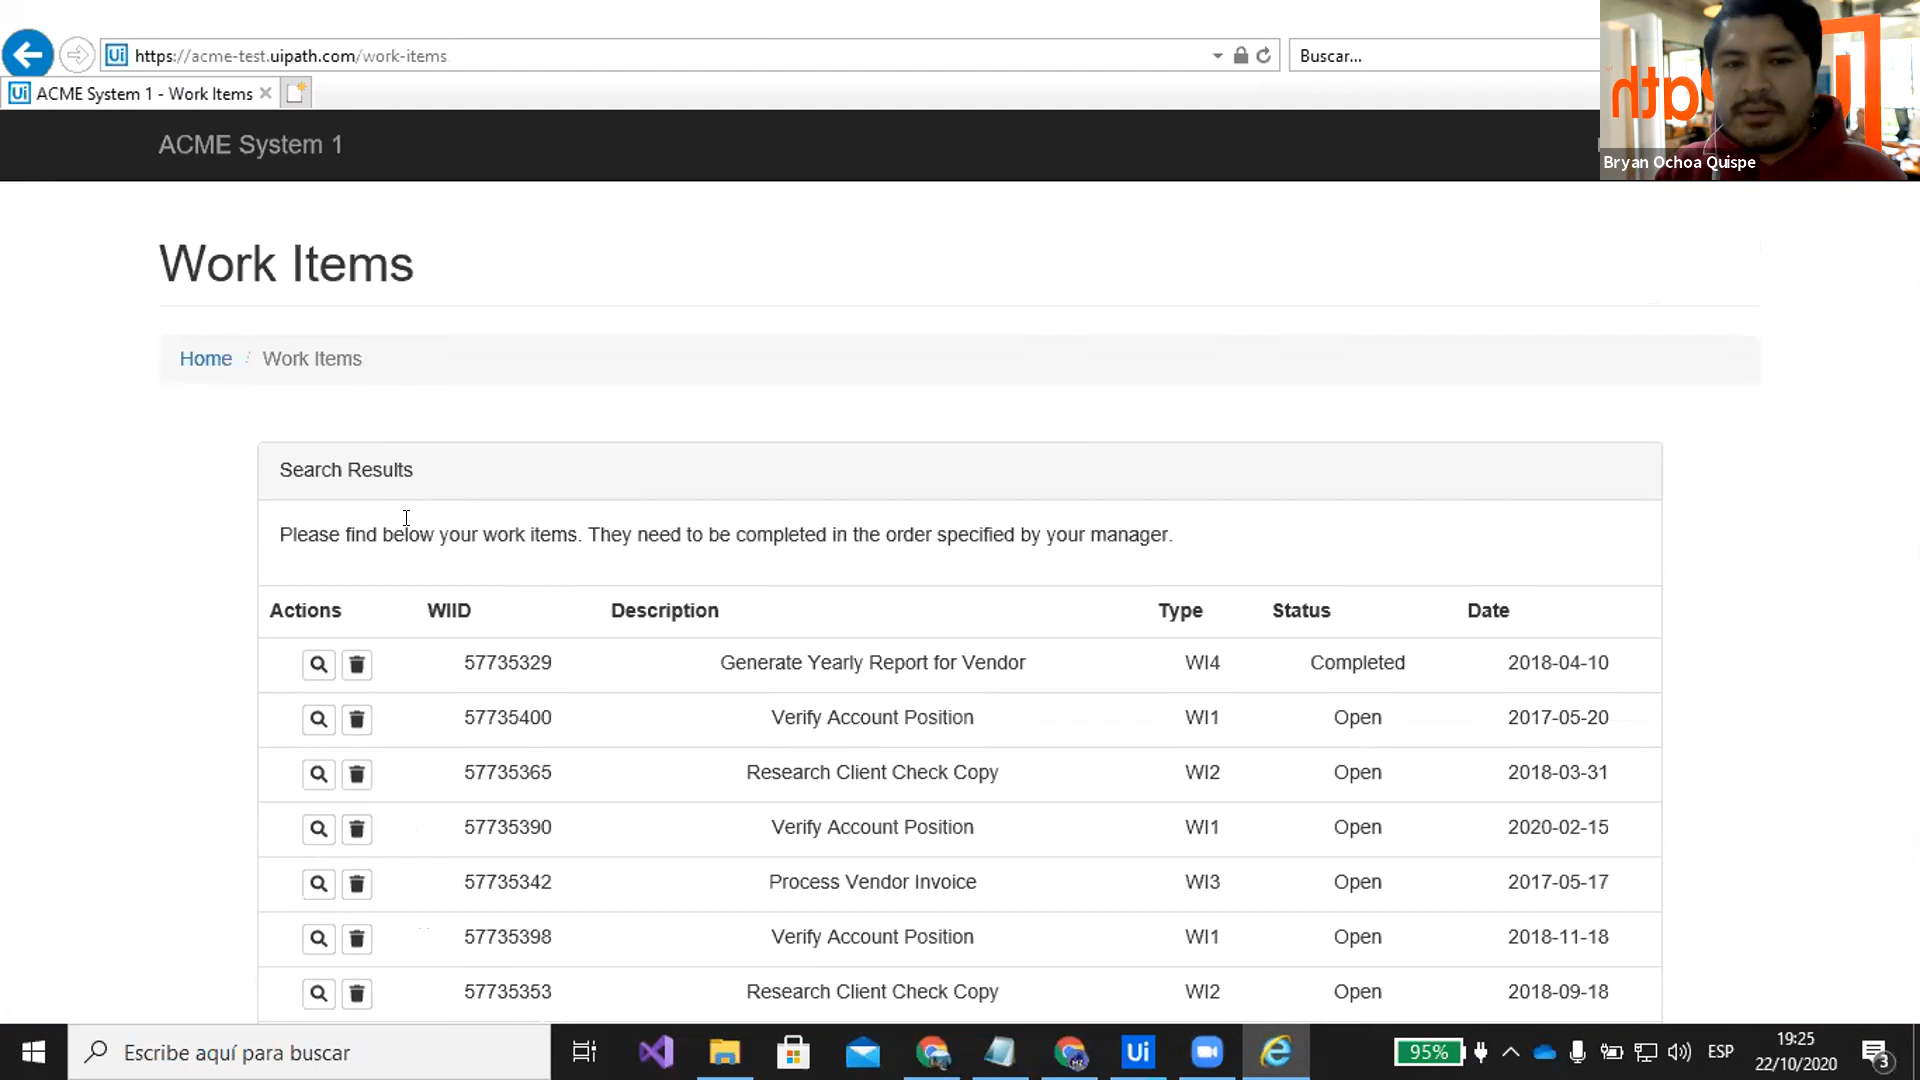 https://acme-test.uipath.com/work-items
Buscar...
ACME System 1 - Work Items
Bryan Ochoa Quispe
ACME System 1
Work Items
Home / Work Items
Search Results
Please find below your work items. They need to be completed in the order specified by your manager.
Actions WIID Description Type Status Date
57735329 Generate Yearly Report for Vendor WI4 Completed 2018-04-10
57735400 Verify Account Position WI1 Open 2017-05-20
57735365 Research Client Check Copy WI2 Open 2018-03-31
57735390 Verify Account Position WI1 Open 2020-02-15
57735342 Process Vendor Invoice WI3 Open 2017-05-17
57735398 Verify Account Position WI1 Open 2018-11-18
57735353 Research Client Check Copy WI2 Open 2018-09-18
Escribe aquí para buscar
Ui
95%
ESP
19:25
22/10/2020
3